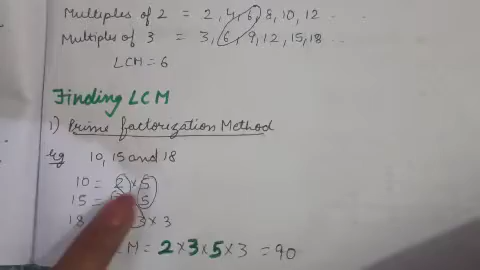 Multiples of 2 = 2, 4, 6, 8, 10, 12 . .
Multiples of 3 = 3, 6, 9, 12, 15, 18 ..
LCM = 6
Finding LCM
1) Prime factorization Method
eg 10, 15 and 18
10 = 2 × 5
15 = 5
18 3 × 3
M = 2 × 3 × 5 × 3 = 90